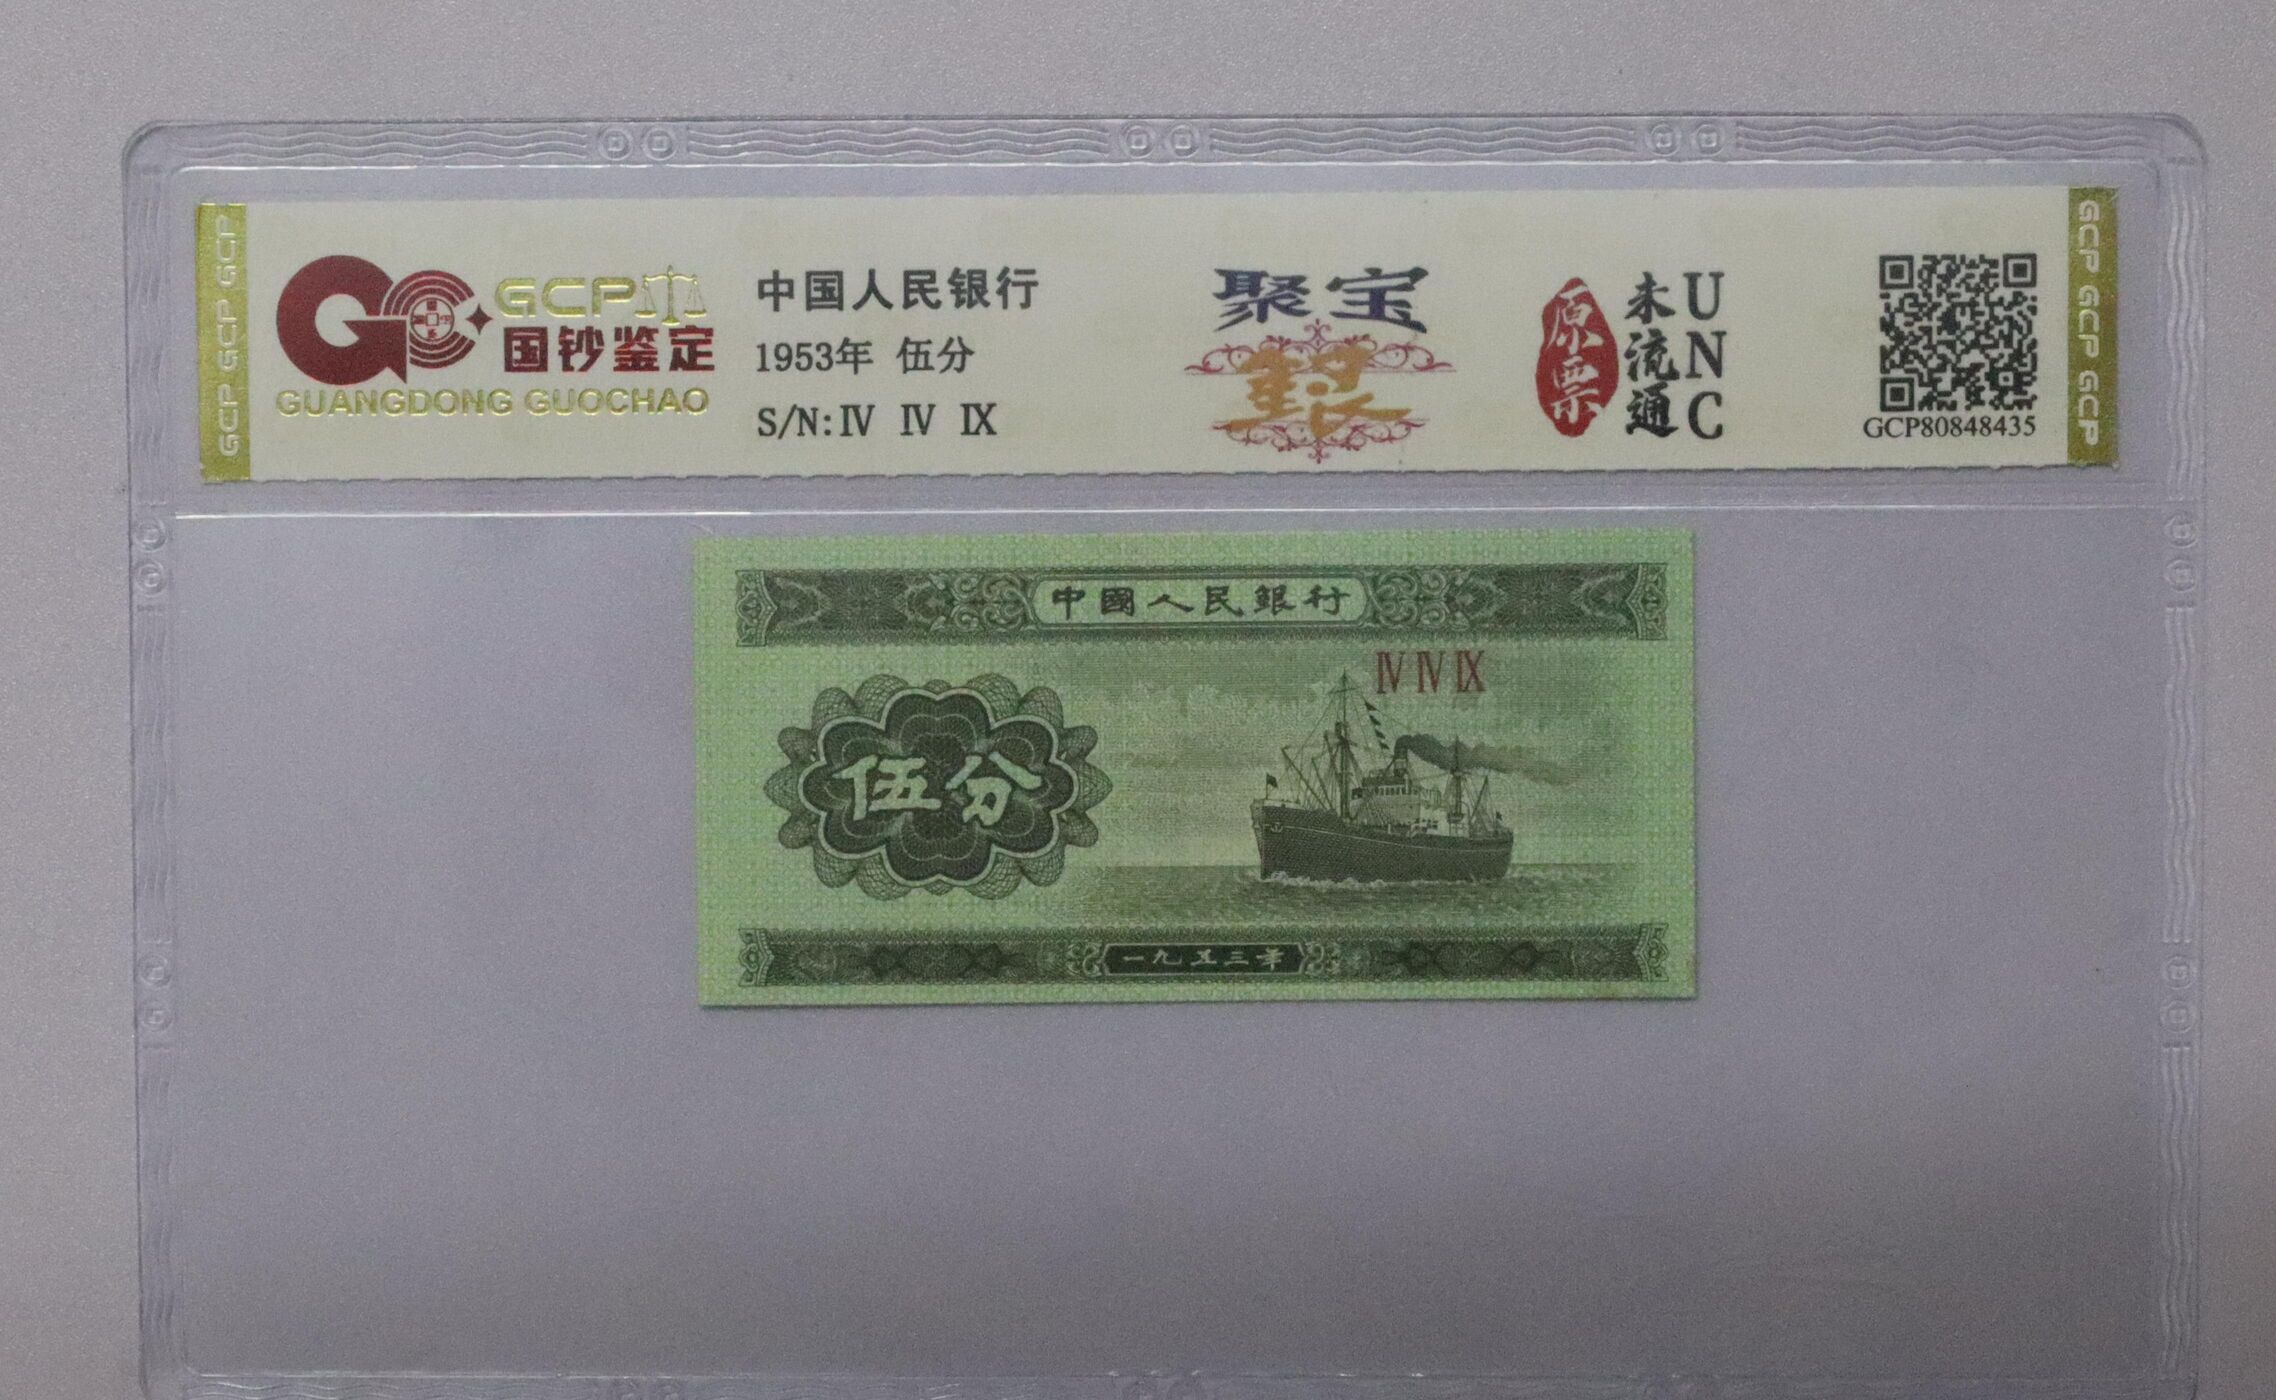 GCP GCP GCP
GCP
国钞鉴定
GUANGDONG GUOCHAO
中国人民银行
1953年 伍分
S/N:Ⅳ Ⅳ Ⅸ
聚宝
原票
未流通
UNC
GCP80848435
GCP GCP GCP
中國人民銀行
Ⅳ Ⅳ Ⅸ
伍分
一九五三年